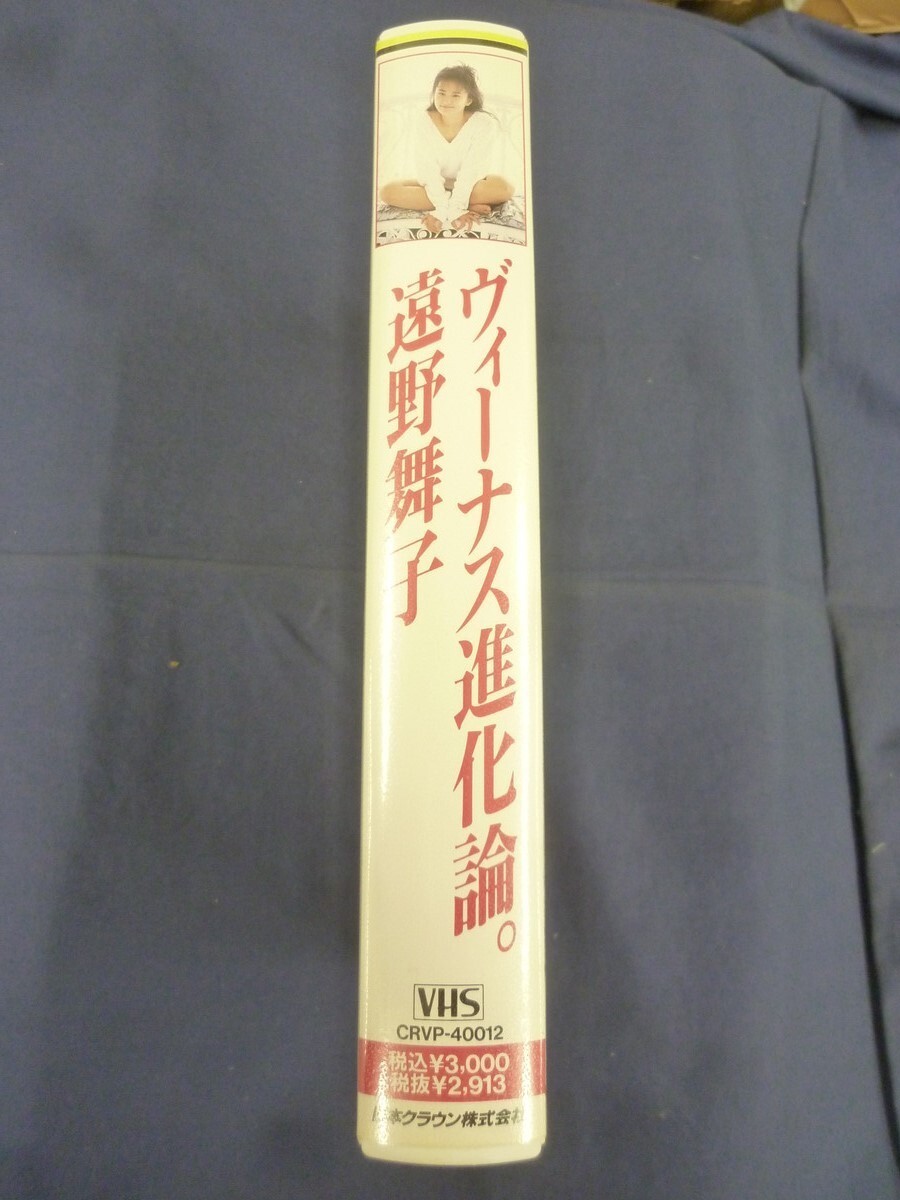 ヴィーナス進化論。
遠野舞子
VHS
CRVP-40012
税込¥3,000
税抜¥2,913
日本クラウン株式会社